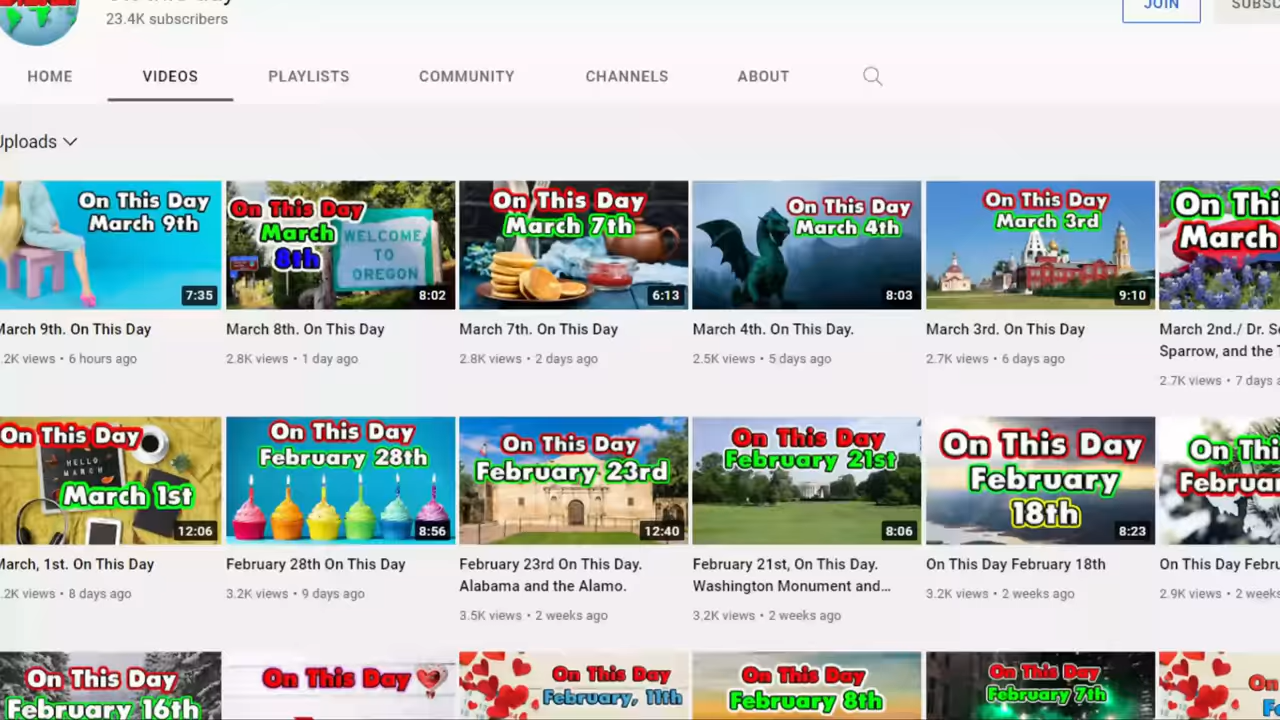 23.4K subscribers
JOIN
HOME
VIDEOS
PLAYLISTS
COMMUNITY
CHANNELS
ABOUT
Uploads
On This Day
March 9th
7:35
On This Day
March
8th
WELCOME
TO
OREGON
8:02
On This Day
March 7th
6:13
On This Day
March 4th
8:03
On This Day
March 3rd
9:10
March
March 9th. On This Day
March 8th. On This Day
March 7th. On This Day
March 4th. On This Day.
March 3rd. On This Day
March 2nd./ Dr.
Sparrow, and the
.2K views • 6 hours ago
2.8K views • 1 day ago
2.8K views • 2 days ago
2.5K views • 5 days ago
2.7K views • 6 days ago
2.7K views • 7 days
On This Day
HELLO
MARCH
March 1st
12:06
On This Day
February 28th
8:56
On This Day
February 23rd
12:40
On This Day
February 21st
8:06
On This Day
February
18th
8:23
March, 1st. On This Day
February 28th On This Day
February 23rd On This Day.
Alabama and the Alamo.
February 21st, On This Day.
Washington Monument and...
On This Day February 18th
On This Day
.2K views • 8 days ago
3.2K views • 9 days ago
3.5K views • 2 weeks ago
3.2K views • 2 weeks ago
3.2K views • 2 weeks ago
2.9K views • 2 weeks
On This Day
February 16th
On This Day
On This Day
February, 11th
On This Day
February 8th
On This Day
February 7th